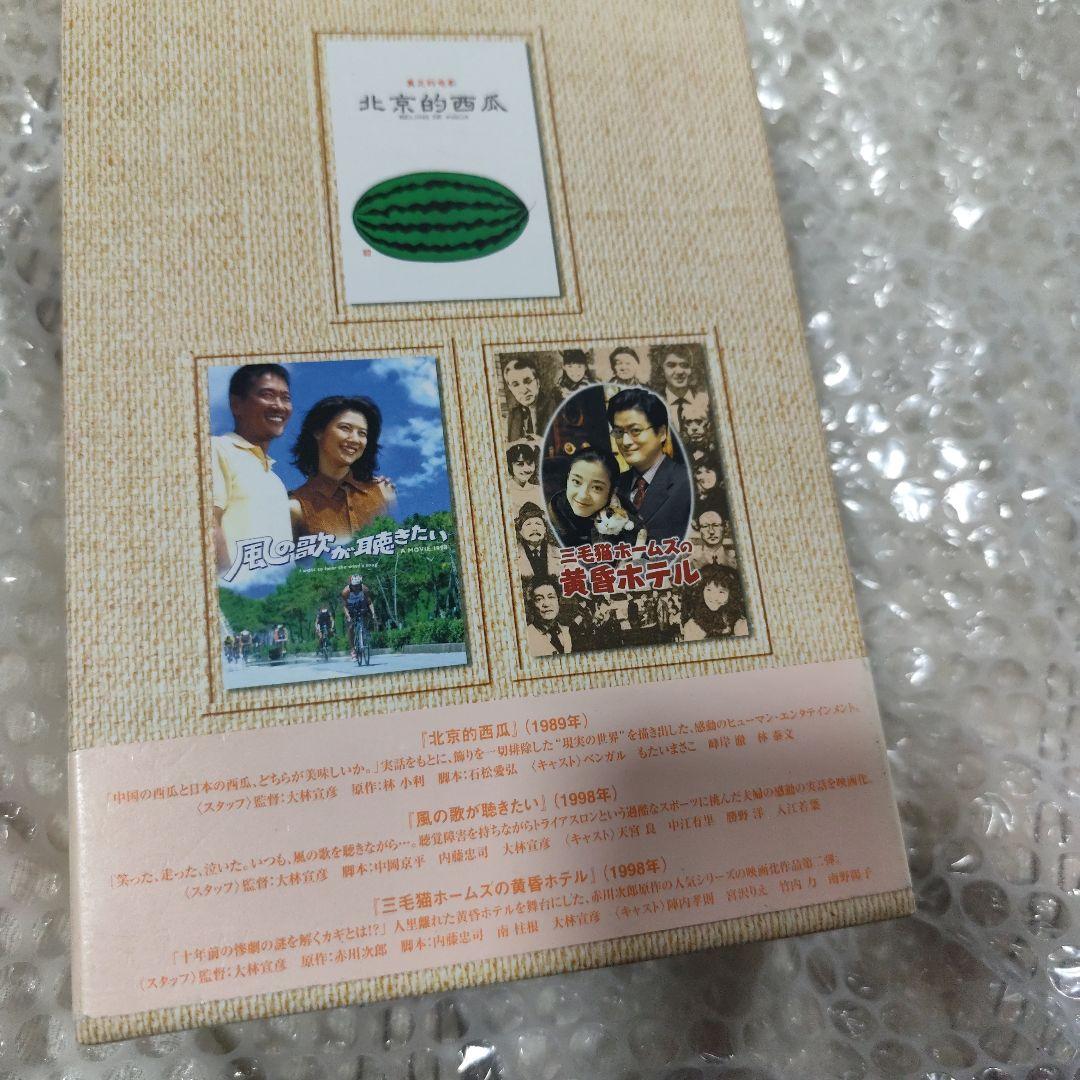 北京的西瓜
風の歌が聴きたい
A MOVIE 1998
I want to hear the wind's song
三毛猫ホームズの
黄昏ホテル
『北京的西瓜』(1989年)
「中国の西瓜と日本の西瓜、どちらが美味しいか。」実話をもとに、飾りを一切排除した“現実の世界”を描き出した、感動のヒューマン・エンタテインメント。
〈スタッフ〉監督：大林宣彦 原作：林 小利 脚本：石松愛弘 〈キャスト〉ベンガル もたいまさこ 峰岸 徹 林 泰文
『風の歌が聴きたい』(1998年)
「笑った、走った、泣いた。いつも、風の歌を聴きながら…。聴覚障害を持ちながらトライアスロンという過酷なスポーツに挑んだ夫婦の感動の実話を映画化。
〈スタッフ〉監督：大林宣彦 脚本：中岡京平 内藤忠司 大林宣彦 〈キャスト〉天宮 良 中江有里 勝野 洋 入江若葉
『三毛猫ホームズの黄昏ホテル』(1998年)
「十年前の惨劇の謎を解くカギとは!?」人里離れた黄昏ホテルを舞台にした、赤川次郎原作の人気シリーズの映画化作品第二弾。
〈スタッフ〉監督：大林宣彦 原作：赤川次郎 脚本：内藤忠司 南 柱根 大林宣彦 〈キャスト〉陣内孝則 宮沢りえ 竹内 力 南野陽子